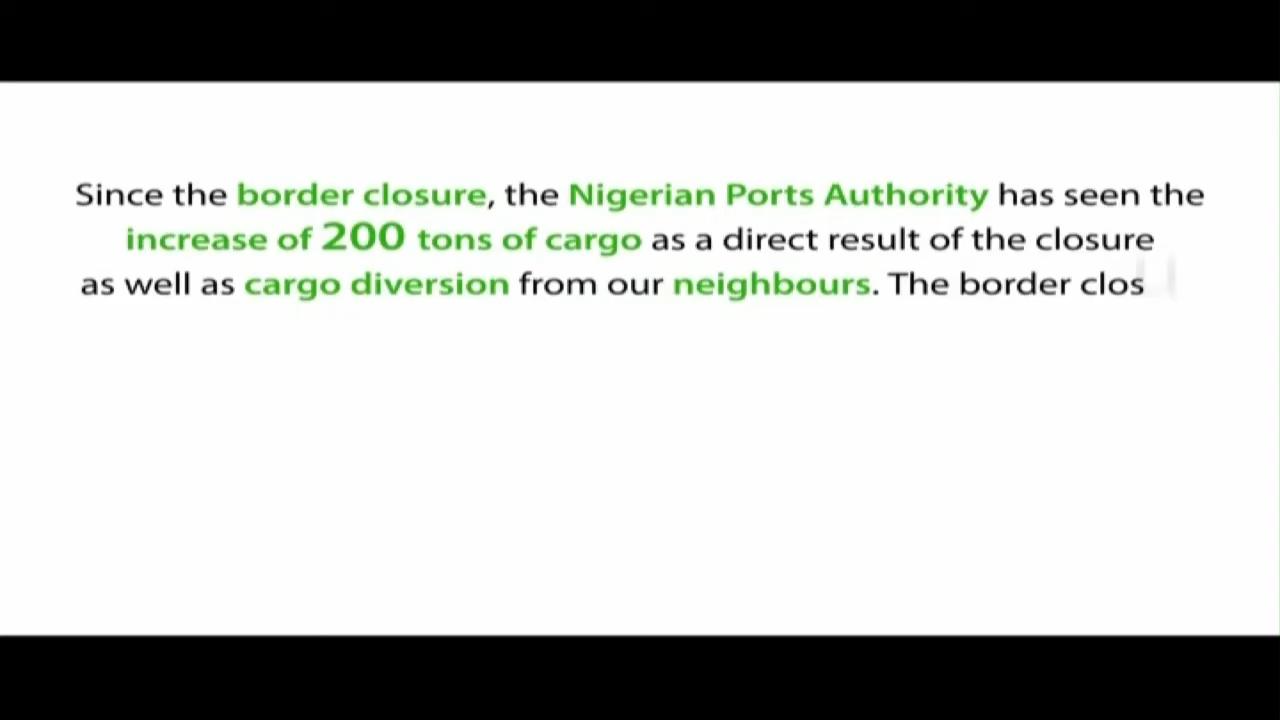 Since the border closure, the Nigerian Ports Authority has seen the
increase of 200 tons of cargo as a direct result of the closure
as well as cargo diversion from our neighbours. The border clos